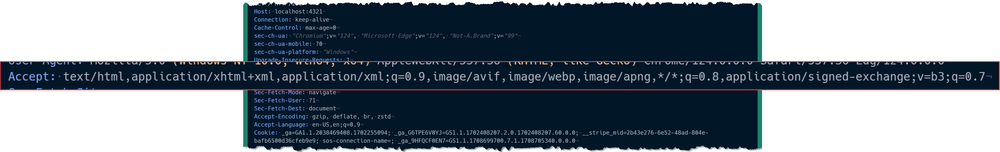 Host: localhost:4321¬
Connection: keep-alive¬
Cache-Control: max-age=0¬
sec-ch-ua: "Chromium";v="124", "Microsoft·Edge";v="124", "Not-A.Brand";v="99"¬
sec-ch-ua-mobile: ?0¬
sec-ch-ua-platform: "Windows"¬
Upgrade-Insecure-Requests: 1¬
User-Agent: Mozilla/5.0 (Windows NT 10.0; Win64; x64) AppleWebKit/537.36 (KHTML, like Gecko) Chrome/124.0.0.0 Safari/537.36 Edg/124.0.0.0
Accept:·text/html,application/xhtml+xml,application/xml;q=0.9,image/avif,image/webp,image/apng,*/*;q=0.8,application/signed-exchange;v=b3;q=0.7¬
Sec-Fetch-Mode: navigate¬
Sec-Fetch-User: ?1¬
Sec-Fetch-Dest: document¬
Accept-Encoding: gzip, deflate, br, zstd¬
Accept-Language: en-US,en;q=0.9¬
Cookie: _ga=GA1.1.2038469408.1702255094; _ga_G6TPE6V0YJ=GS1.1.1702408207.2.0.1702408207.60.0.0; __stripe_mid=2b43e276-6e52-48ad-804e-
bafb6500d36cfeb9e9; sos-connection-name=; _ga_9HFQCF0EN7=GS1.1.1708699700.7.1.1708705340.0.0.0¬